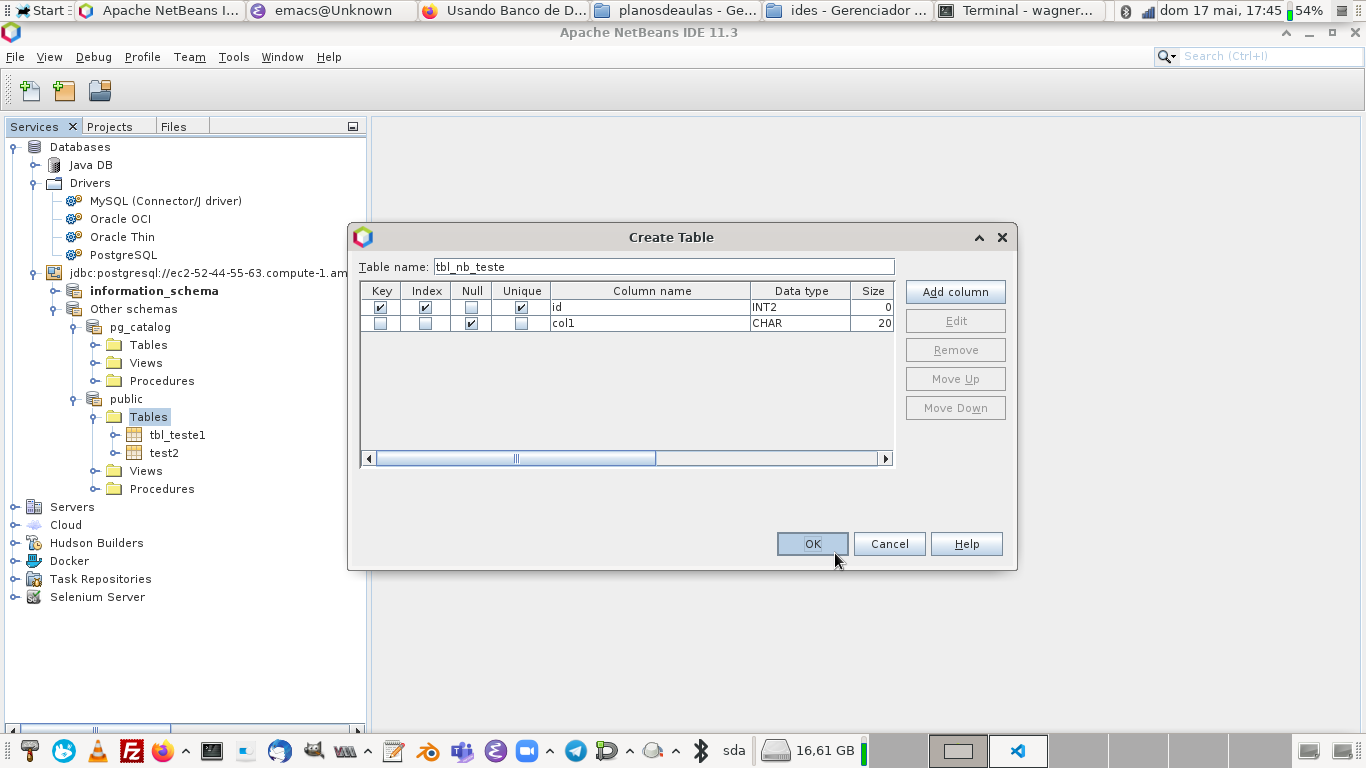 Start Apache NetBeans I... emacs@Unknown Usando Banco de D... planosdeaulas - Ge... ides - Gerenciador ... Terminal - wagner... dom 17 mai, 17:45 54%
Apache NetBeans IDE 11.3
File View Debug Profile Team Tools Window Help Search (Ctrl+I)
Services Projects Files
Databases
Java DB
Drivers
MySQL (Connector/J driver)
Oracle OCI
Oracle Thin
PostgreSQL
jdbc:postgresql://ec2-52-44-55-63.compute-1.am
information_schema
Other schemas
pg_catalog
Tables
Views
Procedures
public
Tables
tbl_teste1
test2
Views
Procedures
Servers
Cloud
Hudson Builders
Docker
Task Repositories
Selenium Server
Create Table
Table name: tbl_nb_teste
Key Index Null Unique Column name Data type Size
id INT2 0
col1 CHAR 20
Add column
Edit
Remove
Move Up
Move Down
OK Cancel Help
sda 16,61 GB